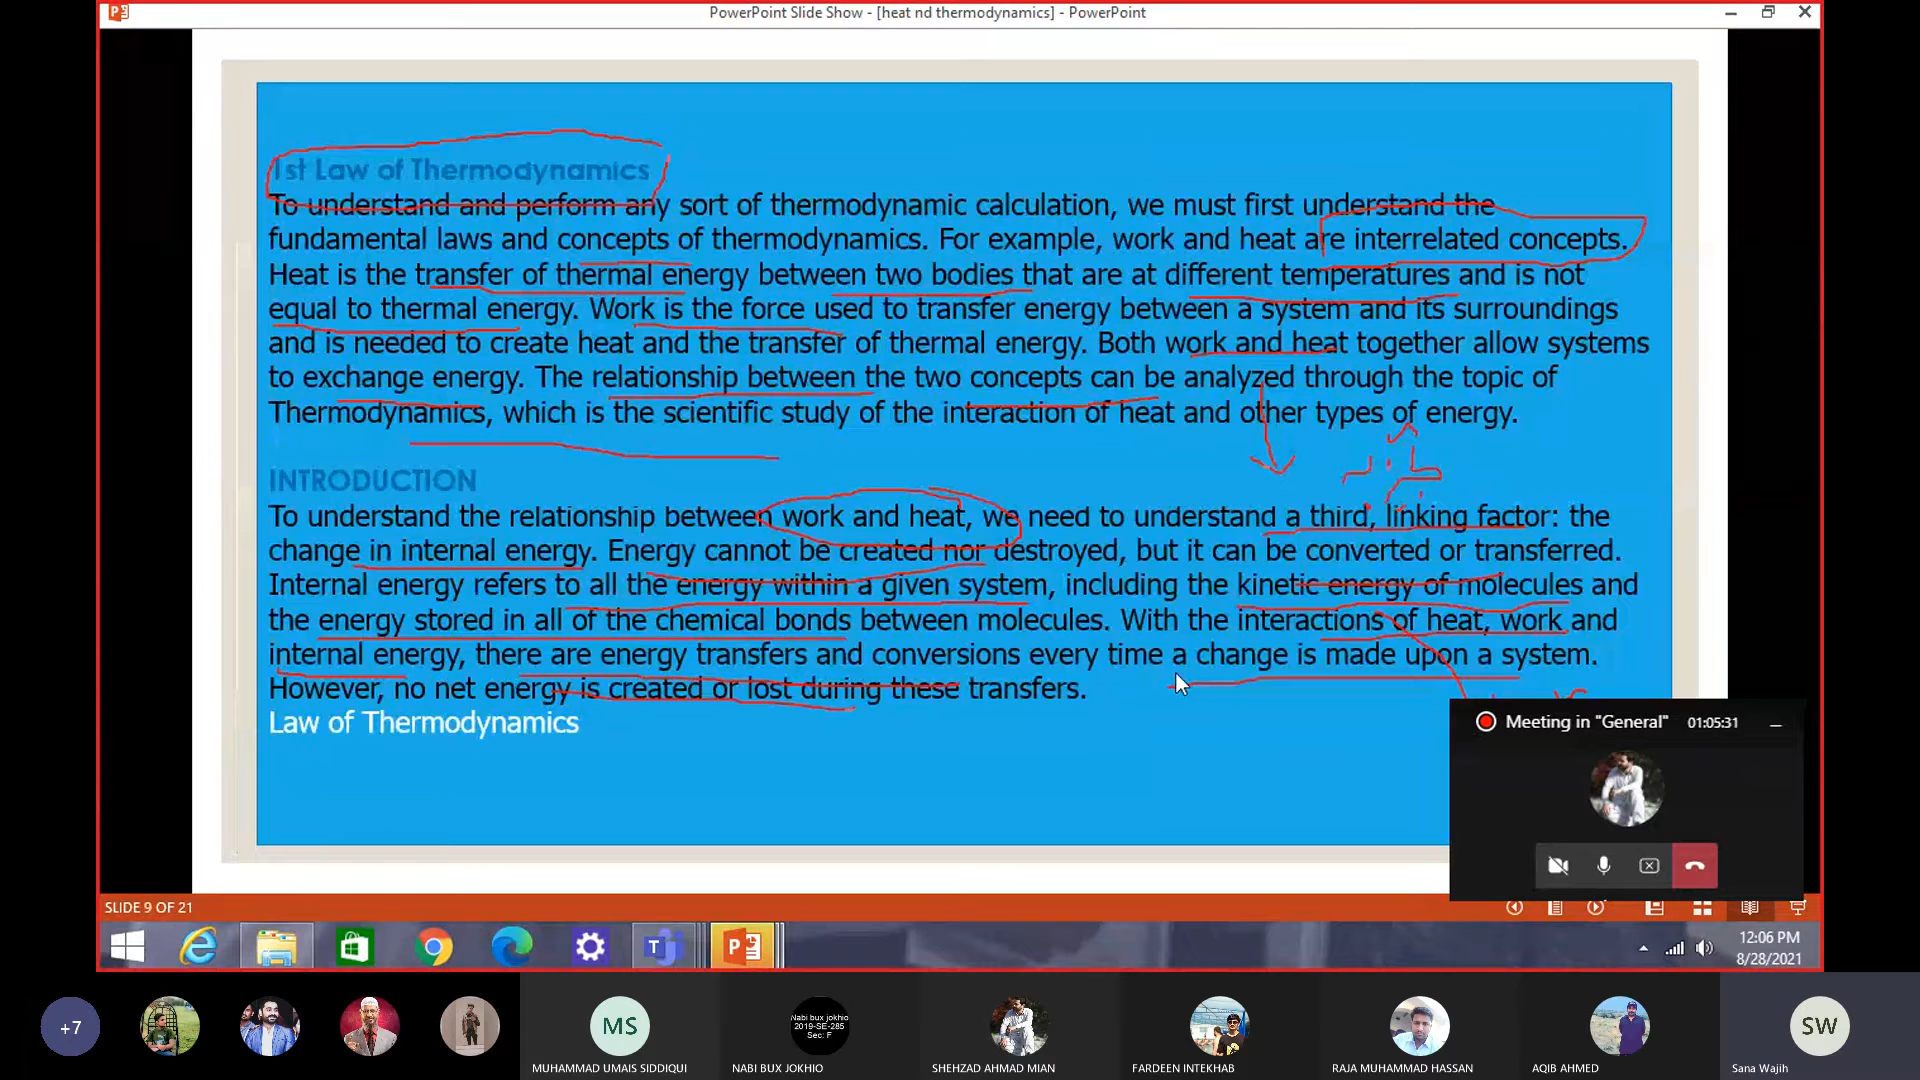 PowerPoint Slide Show - [heat nd thermodynamics] - PowerPoint
1st Law of Thermodynamics
To understand and perform any sort of thermodynamic calculation, we must first understand the
fundamental laws and concepts of thermodynamics. For example, work and heat are interrelated concepts.
Heat is the transfer of thermal energy between two bodies that are at different temperatures and is not
equal to thermal energy. Work is the force used to transfer energy between a system and its surroundings
and is needed to create heat and the transfer of thermal energy. Both work and heat together allow systems
to exchange energy. The relationship between the two concepts can be analyzed through the topic of
Thermodynamics, which is the scientific study of the interaction of heat and other types of energy.
INTRODUCTION
To understand the relationship between work and heat, we need to understand a third, linking factor: the
change in internal energy. Energy cannot be created nor destroyed, but it can be converted or transferred.
Internal energy refers to all the energy within a given system, including the kinetic energy of molecules and
the energy stored in all of the chemical bonds between molecules. With the interactions of heat, work and
internal energy, there are energy transfers and conversions every time a change is made upon a system.
However, no net energy is created or lost during these transfers.
Law of Thermodynamics
Meeting in "General" 01:05:31
SLIDE 9 OF 21
12:06 PM
8/28/2021
+7
MS
Nabi bux jokhio
2019-SE-285
Sec: F
SW
MUHAMMAD UMAIS SIDDIQUI
NABI BUX JOKHIO
SHEHZAD AHMAD MIAN
FARDEEN INTEKHAB
RAJA MUHAMMAD HASSAN
AQIB AHMED
Sana Wajih